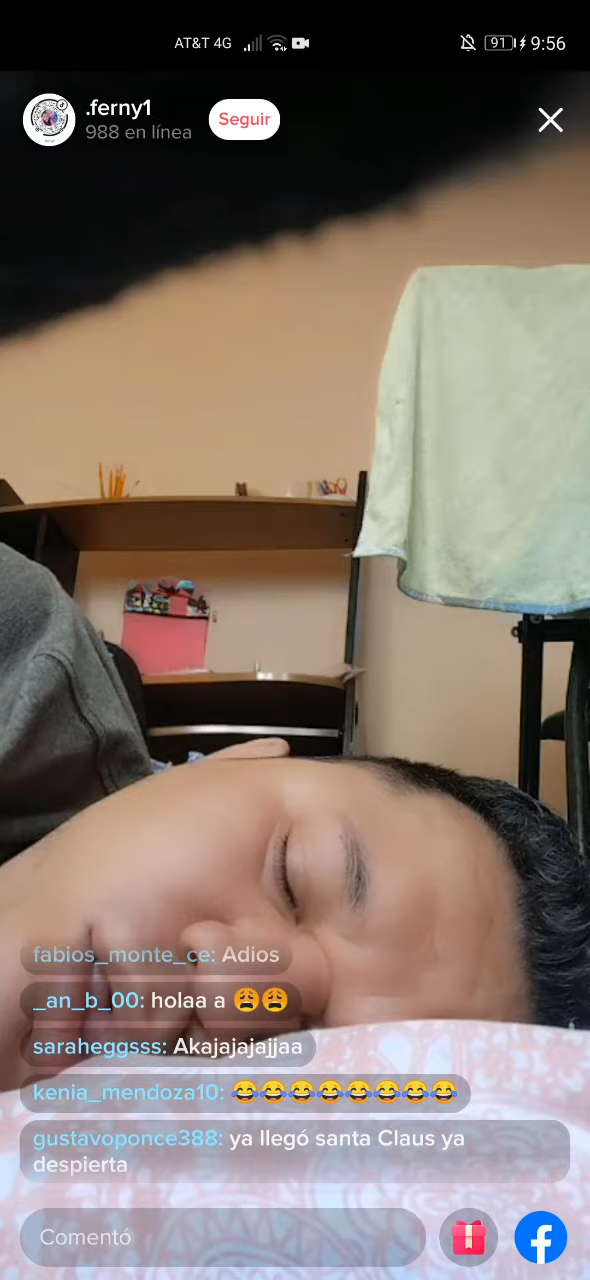 AT&T 4G 91 9:56
.ferny1
988 en línea
Seguir
fabios_monte_ce: Adios
_an_b_00: holaa a 😩😩
saraheggsss: Akajajajajjaa
kenia_mendoza10: 😂😂😂😂😂😂😂😂
gustavoponce388: ya llegó santa Claus ya
despierta
Comentó